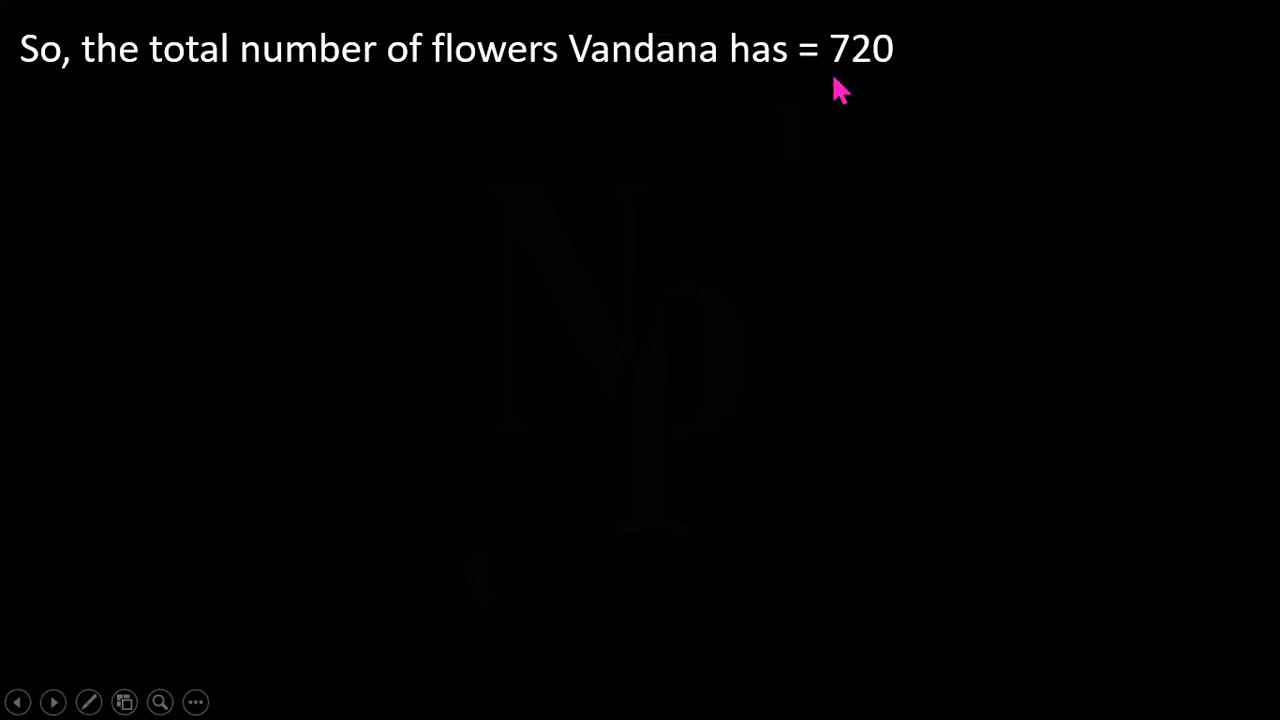 So, the total number of flowers Vandana has = 720